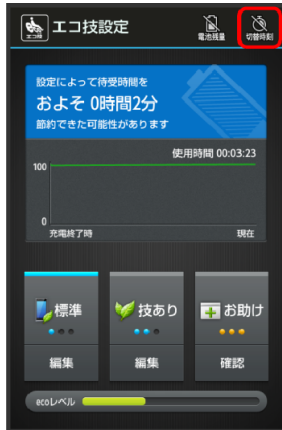 エコ技
エコ技設定
電池残量
切替時刻
設定によって待受時間を
およそ 0時間2分
節約できた可能性があります
使用時間 00:03:23
100
0
充電終了時 現在
標準 技あり お助け
編集 編集 確認
ecoレベル